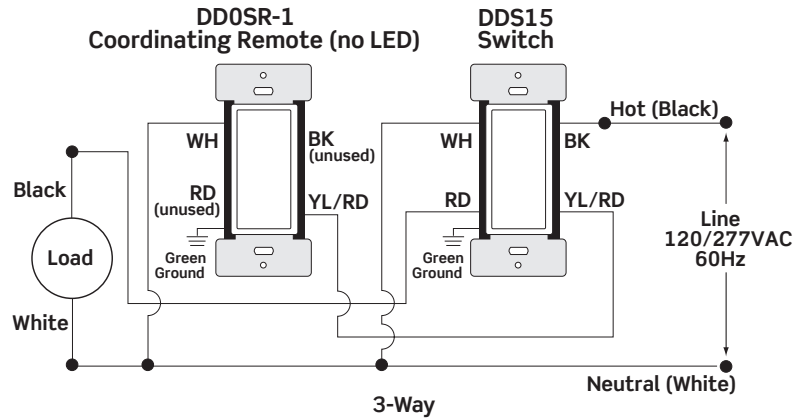 DD0SR-1
Coordinating Remote (no LED)
DDS15
Switch
Hot (Black)
WH
BK
(unused)
WH
BK
Black
RD
(unused)
YL/RD
RD
YL/RD
Load
Green
Ground
Green
Ground
Line
120/277VAC
60Hz
White
Neutral (White)
3-Way